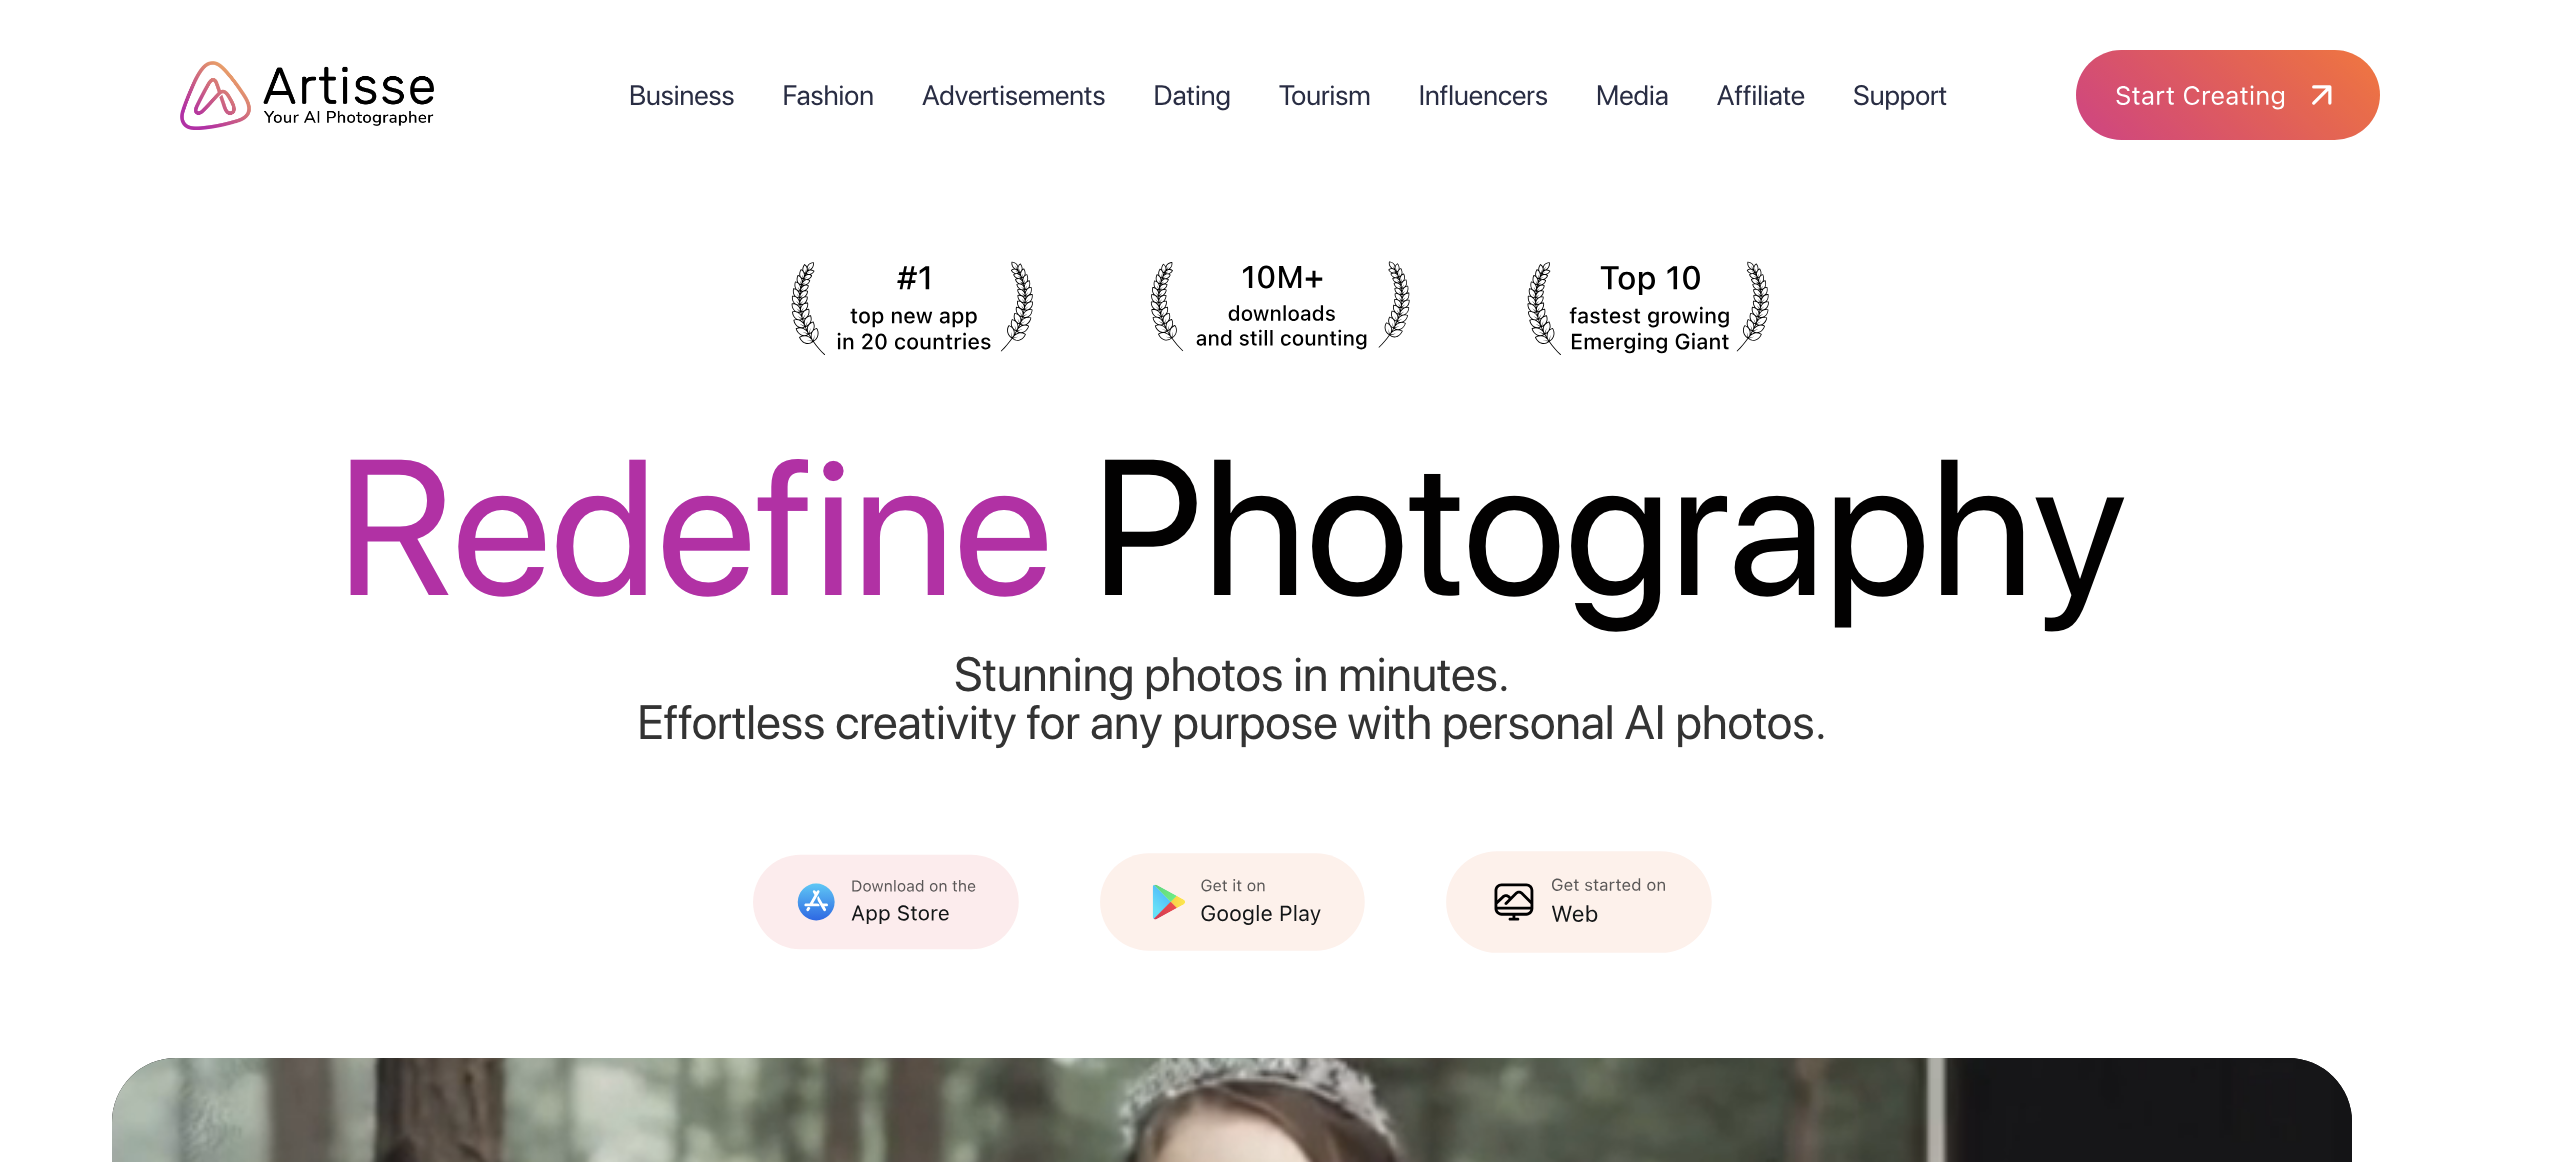 Artisse
Your AI Photographer
Business Fashion Advertisements Dating Tourism Influencers Media Affiliate Support
Start Creating
#1
top new app
in 20 countries
10M+
downloads
and still counting
Top 10
fastest growing
Emerging Giant
Redefine Photography
Stunning photos in minutes.
Effortless creativity for any purpose with personal AI photos.
Download on the
App Store
Get it on
Google Play
Get started on
Web